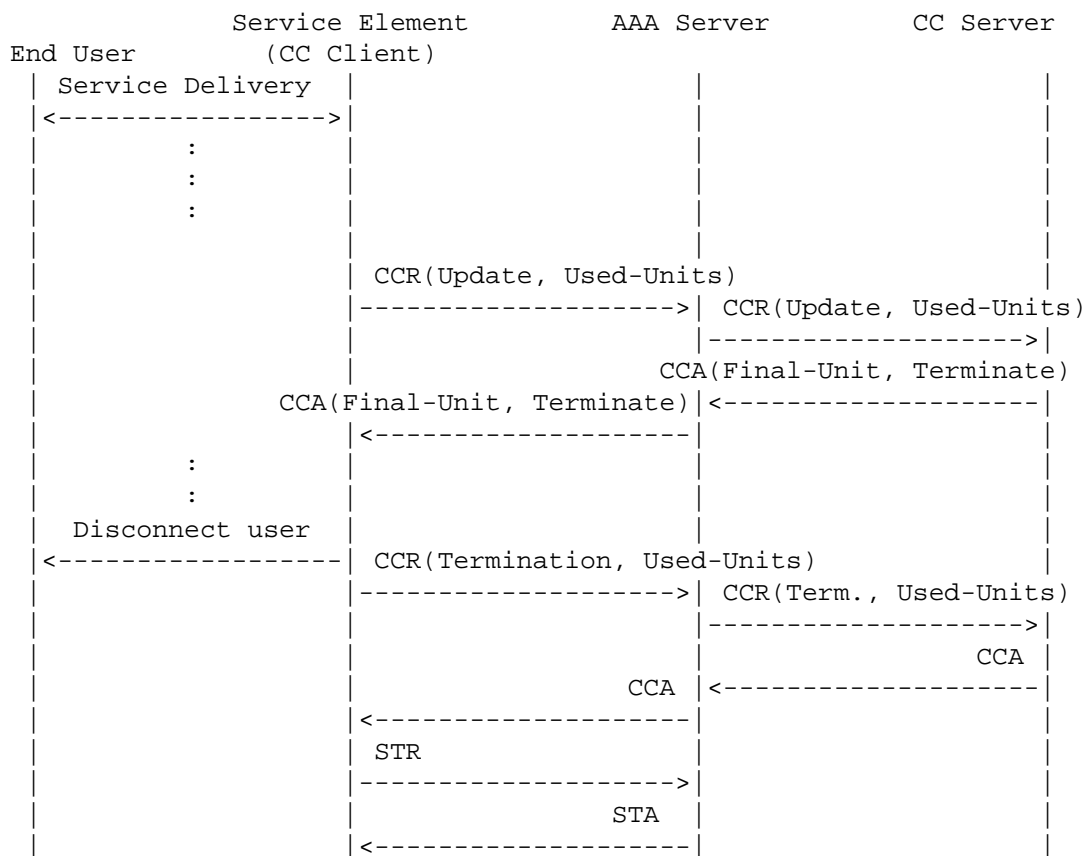 Service Element AAA Server CC Server
End User (CC Client)
Service Delivery
CCR(Update, Used-Units)
CCR(Update, Used-Units)
CCA(Final-Unit, Terminate)
CCA(Final-Unit, Terminate)
Disconnect user
CCR(Termination, Used-Units)
CCR(Term., Used-Units)
CCA
CCA
STR
STA